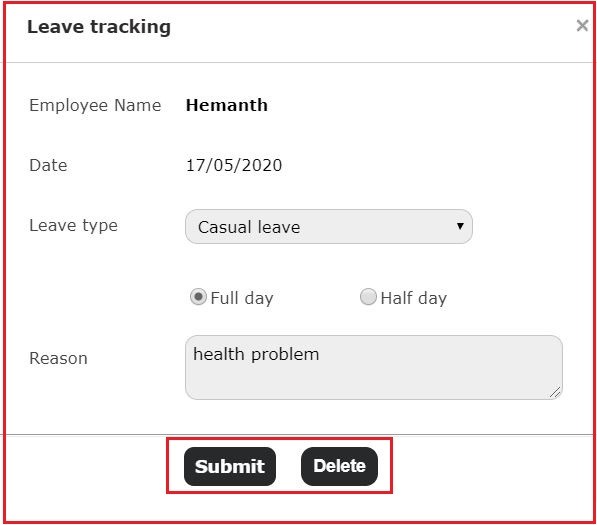 Leave tracking ×
Employee Name Hemanth
Date 17/05/2020
Leave type Casual leave ▼
Full day Half day
Reason health problem
Submit Delete